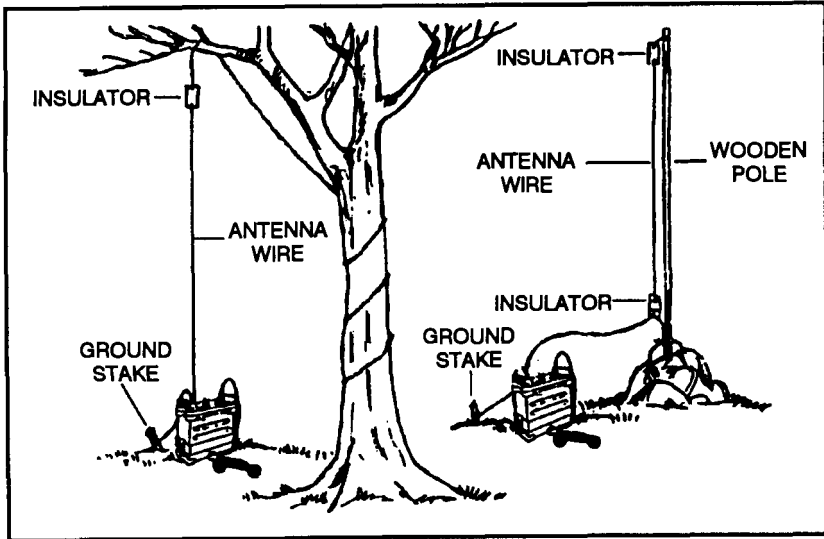 INSULATOR
ANTENNA
WIRE
GROUND
STAKE
INSULATOR
ANTENNA
WIRE
WOODEN
POLE
INSULATOR
GROUND
STAKE